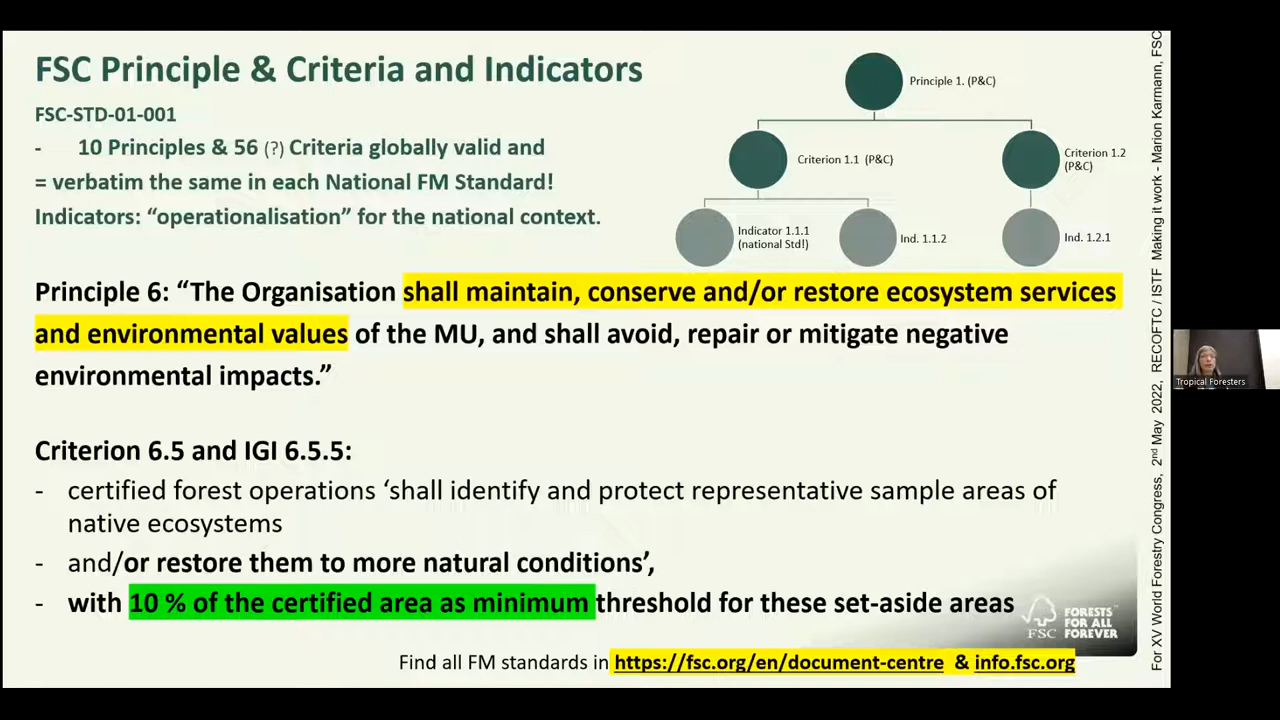 FSC Principle & Criteria and Indicators
FSC-STD-01-001
- 10 Principles & 56 (?) Criteria globally valid and
= verbatim the same in each National FM Standard!
Indicators: “operationalisation” for the national context.
Principle 1. (P&C)
Criterion 1.1 (P&C)
Criterion 1.2
(P&C)
Indicator 1.1.1
(national Std!)
Ind. 1.1.2
Ind. 1.2.1
Principle 6: “The Organisation shall maintain, conserve and/or restore ecosystem services
and environmental values of the MU, and shall avoid, repair or mitigate negative
environmental impacts.”
Criterion 6.5 and IGI 6.5.5:
- certified forest operations ‘shall identify and protect representative sample areas of
native ecosystems
- and/or restore them to more natural conditions’,
- with 10 % of the certified area as minimum threshold for these set-aside areas
FSC
FORESTS
FOR ALL
FOREVER
Find all FM standards in https://fsc.org/en/document-centre & info.fsc.org
For XV World Forestry Congress, 2nd May 2022, RECOFTC / ISTF Making it work - Marion Karmann, FSC
Tropical Foresters